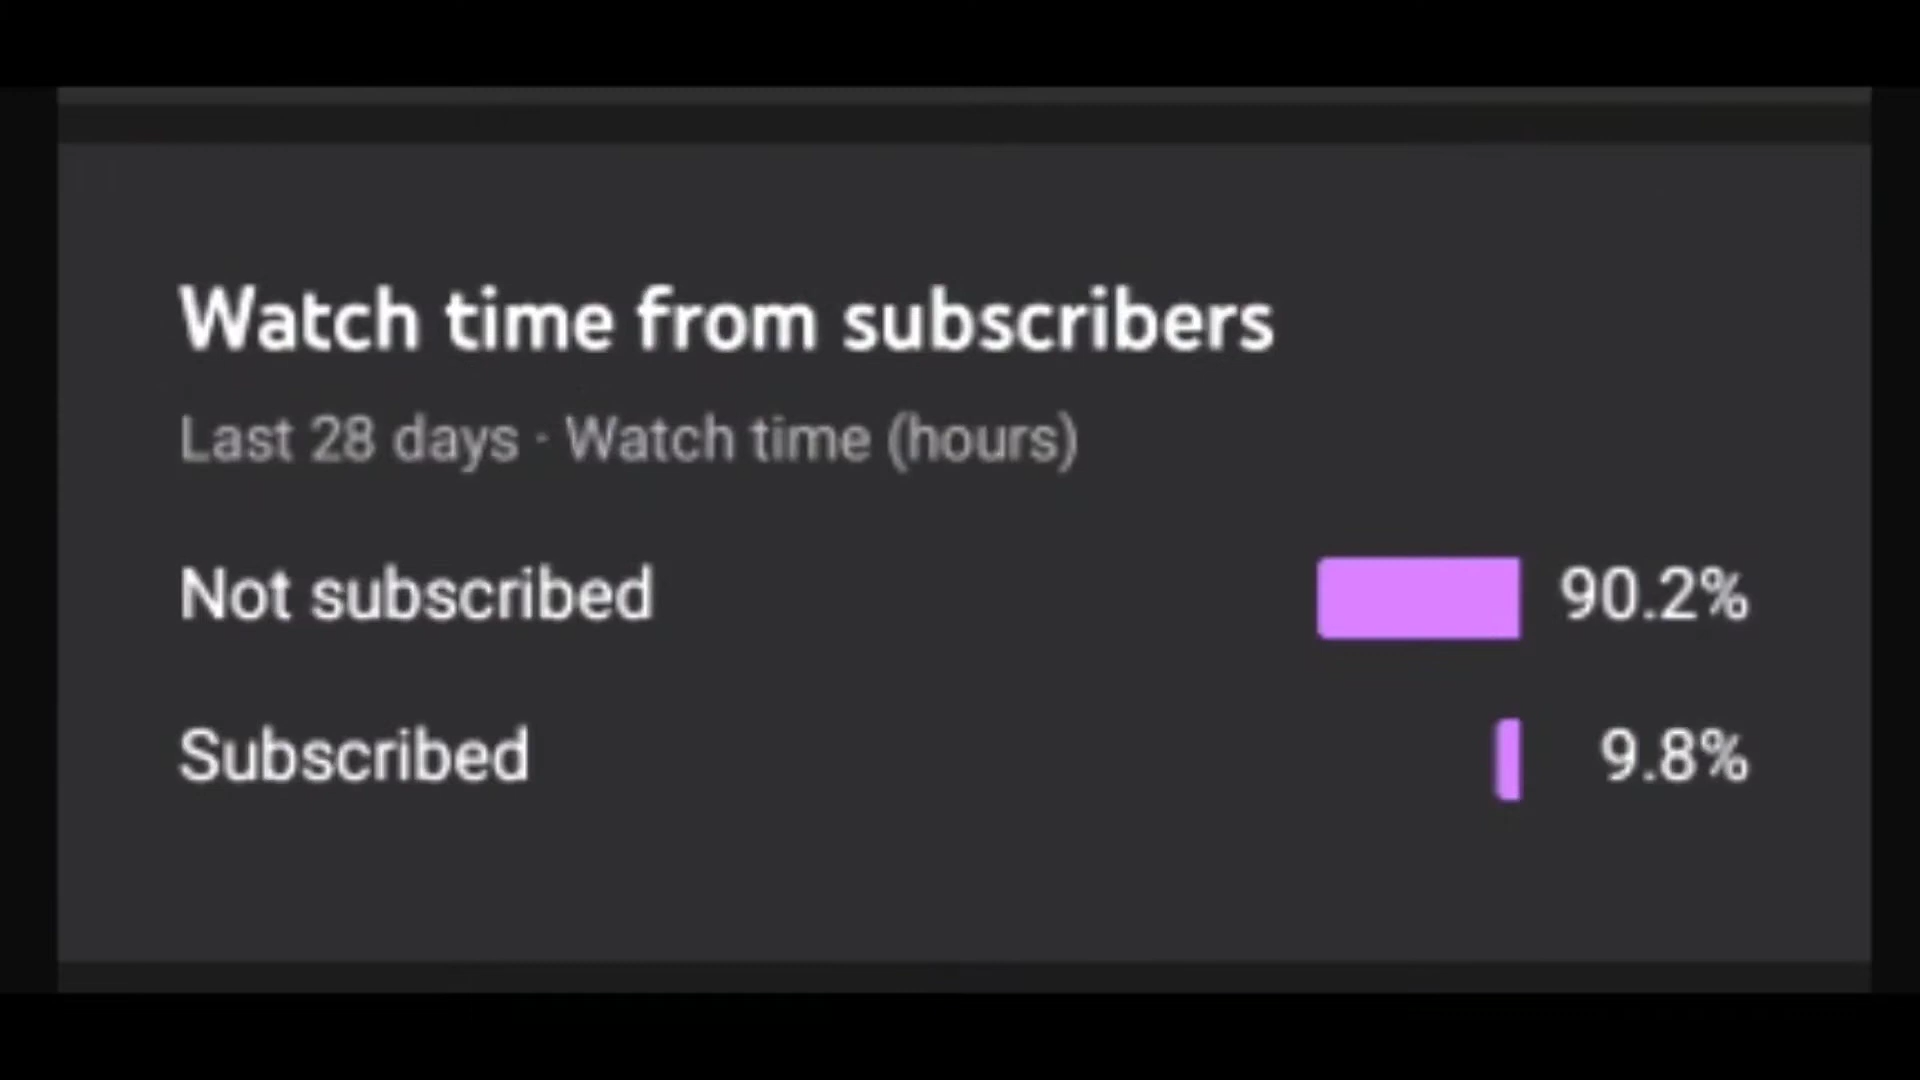 Watch time from subscribers
Last 28 days · Watch time (hours)
Not subscribed 90.2%
Subscribed 9.8%